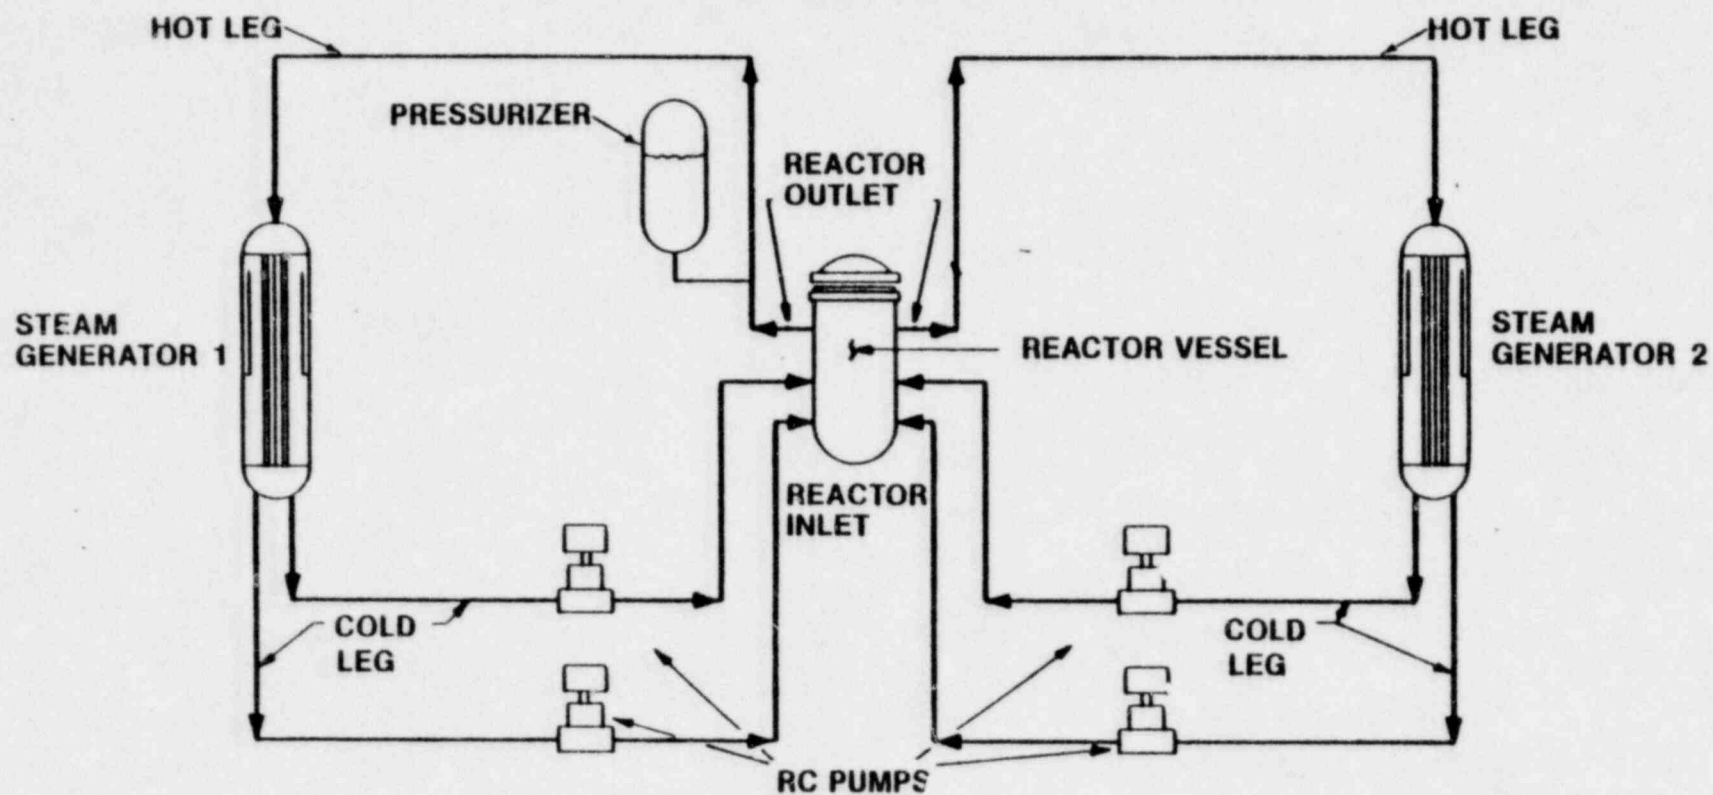 HOT LEG
HOT LEG
PRESSURIZER
REACTOR
OUTLET
STEAM
GENERATOR 1
REACTOR VESSEL
STEAM
GENERATOR 2
REACTOR
INLET
COLD
LEG
COLD
LEG
RC PUMPS